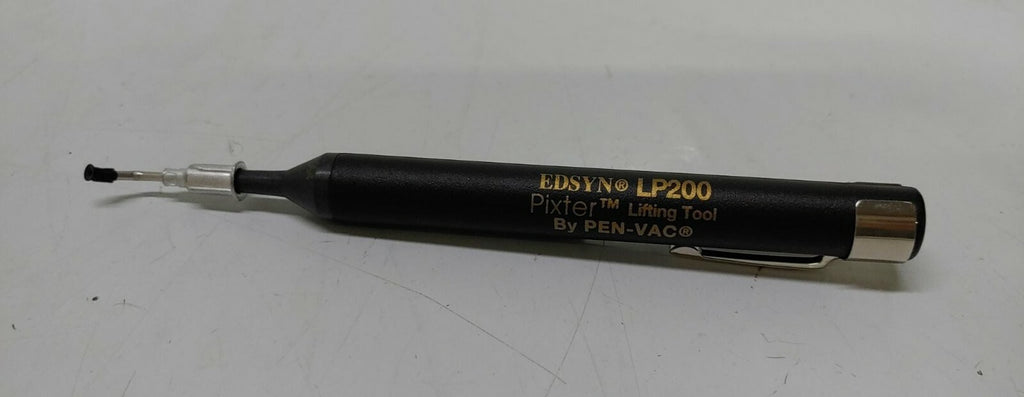 EDSYN® LP200
Pixter™ Lifting Tool
By PEN-VAC®